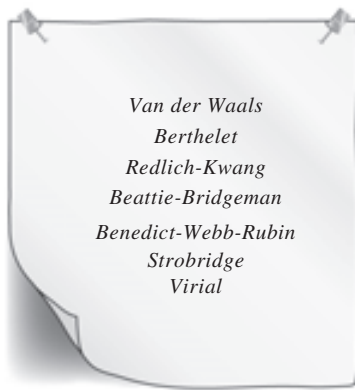 Van der Waals
Berthelet
Redlich-Kwang
Beattie-Bridgeman
Benedict-Webb-Rubin
Strobridge
Virial